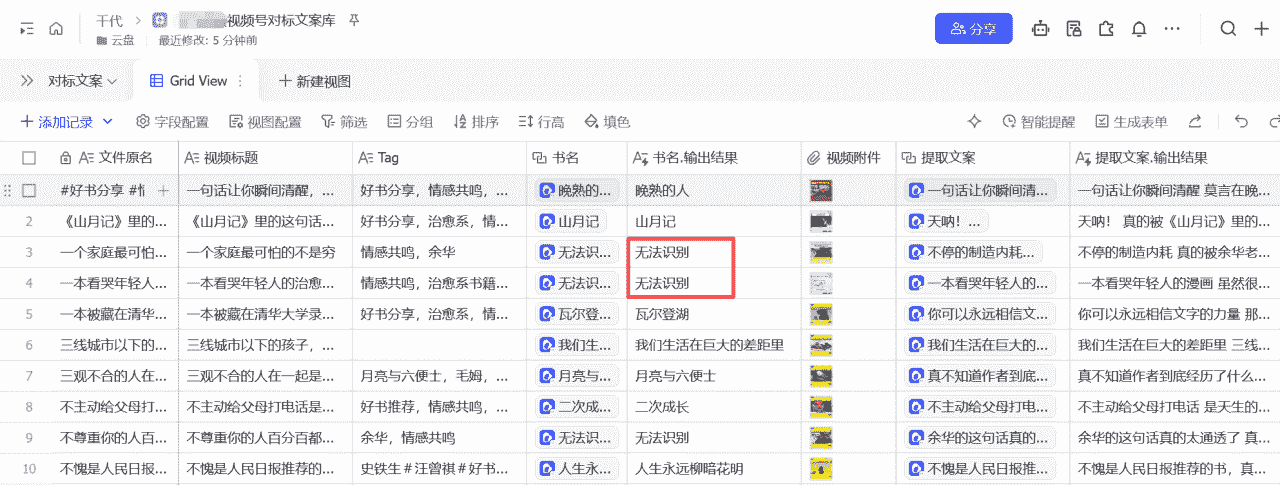 千代 视频号对标文案库
云盘 最近修改: 5 分钟前
分享
对标文案 Grid View 新建视图
添加记录 字段配置 视图配置 筛选 分组 排序 行高 填色 智能提醒 生成表单
文件原名 视频标题 Tag 书名 书名.输出结果 视频附件 提取文案 提取文案.输出结果
#好书分享 #忄 一句话让你瞬间清醒，... 好书分享，情感共鸣，... 晚熟的... 晚熟的人 一句话让你瞬间清... 一句话让你瞬间清醒 莫言在晚...
2 《山月记》里的... 《山月记》里的这句话... 好书分享，治愈系，情... 山月记 山月记 天呐！... 天呐！ 真的被《山月记》里的...
3 一个家庭最可怕... 一个家庭最可怕的不是穷 情感共鸣，余华 无法识... 无法识别 不停的制造内耗... 不停的制造内耗 真的被余华老...
4 一本看哭年轻人... 一本看哭年轻人的治愈... 情感共鸣，治愈系书籍... 无法识... 无法识别 一本看哭年轻人的... 一本看哭年轻人的漫画 虽然很...
5 一本被藏在清华... 一本被藏在清华大学录... 好书分享，治愈系，情... 瓦尔登... 瓦尔登湖 你可以永远相信文... 你可以永远相信文字的力量 那...
6 三线城市以下的... 三线城市以下的孩子，... 我们生... 我们生活在巨大的差距里 我们生活在巨大的... 我们生活在巨大的差距里 三线...
7 三观不合的人在... 三观不合的人在一起是... 月亮与六便士，毛姆，... 月亮与... 月亮与六便士 真不知道作者到底... 真不知道作者到底经历了什么...
8 不主动给父母打... 不主动给父母打电话是... 好书推荐，情感共鸣，... 二次成... 二次成长 不主动给父母打电... 不主动给父母打电话 是天生的...
9 不尊重你的人百... 不尊重你的人百分百都... 余华，情感共鸣 无法识... 无法识别 余华的这句话真的... 余华的这句话真的太通透了 真...
10 不愧是人民日报... 不愧是人民日报推荐的... 史铁生#汪曾祺#好书... 人生永... 人生永远柳暗花明 不愧是人民日报推... 不愧是人民日报推荐的书，真...